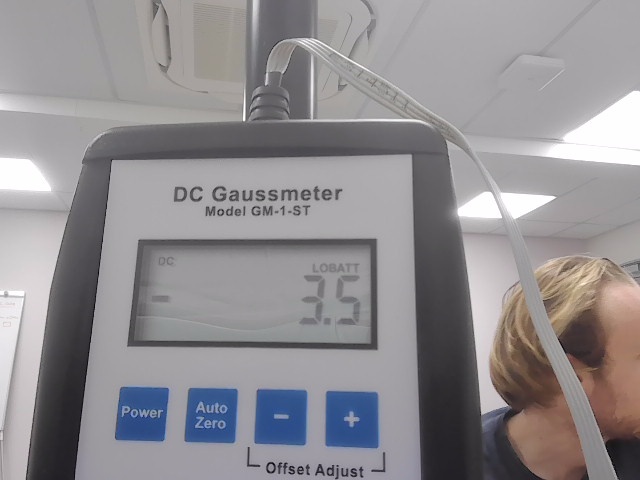 DC Gaussmeter
Model GM-1-ST
DC
LOBATT
- 3.5
Power
Auto
Zero
-
+
Offset Adjust